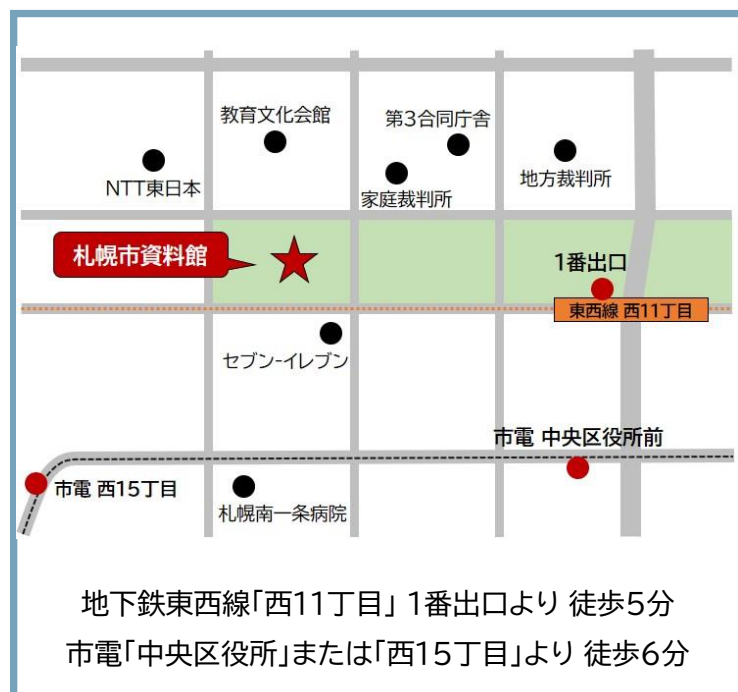 教育文化会館
第3合同庁舎
NTT東日本
家庭裁判所
地方裁判所
札幌市資料館
1番出口
東西線 西11丁目
セブン-イレブン
市電 中央区役所前
市電 西15丁目
札幌南一条病院
地下鉄東西線「西11丁目」 1番出口より 徒歩5分
市電「中央区役所」または「西15丁目」より 徒歩6分